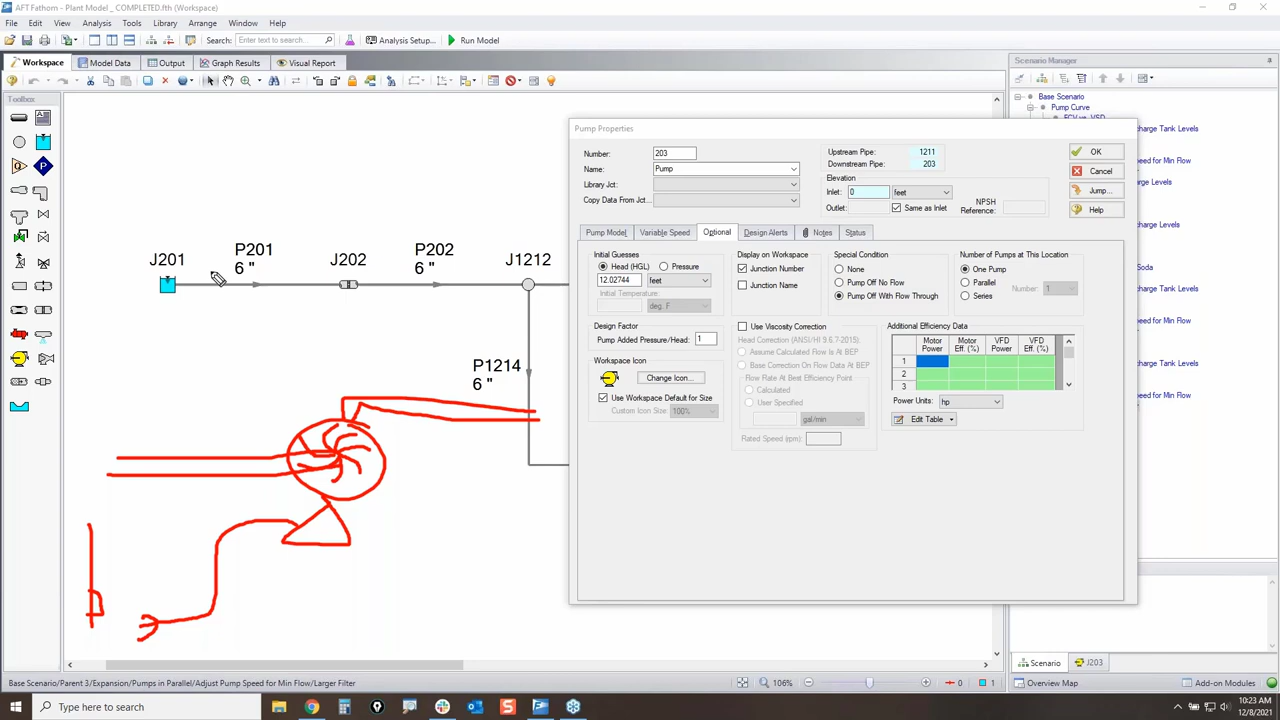 AFT Fathom - Plant Model _ COMPLETED.fth (Workspace)
File Edit View Analysis Tools Library Arrange Window Help
Search: Enter text to search... Analysis Setup... Run Model
Workspace Model Data Output Graph Results Visual Report
Toolbox
Scenario Manager
Base Scenario
Pump Curve
FCV vs. VSD
charge Tank Levels
speed for Min Flow
charge Levels
Soda
charge Tank Levels
peed for Min Flow
charge Tank Levels
peed for Min Flow
J201
P201
6 "
J202
P202
6 "
J1212
P1214
6 "
Pump Properties
Number: 203
Name: Pump
Library Jct:
Copy Data From Jct...
Upstream Pipe: 1211
Downstream Pipe: 203
Elevation
Inlet: 0 feet
Outlet: Same as Inlet
NPSH
Reference:
OK
Cancel
Jump...
Help
Pump Model Variable Speed Optional Design Alerts Notes Status
Initial Guesses
Head (HGL) Pressure
12.02744 feet
Initial Temperature:
deg. F
Design Factor
Pump Added Pressure/Head: 1
Workspace Icon
Change Icon...
Use Workspace Default for Size
Custom Icon Size: 100%
Display on Workspace
Junction Number
Junction Name
Special Condition
None
Pump Off No Flow
Pump Off With Flow Through
Number of Pumps at This Location
One Pump
Parallel Number: 1
Series
Use Viscosity Correction
Head Correction (ANSI/HI 9.6.7-2015):
Assume Calculated Flow Is At BEP
Base Correction On Flow Data At BEP
Flow Rate At Best Efficiency Point
Calculated
User Specified
gal/min
Rated Speed (rpm):
Additional Efficiency Data
Motor Power Motor Eff. (%) VFD Power VFD Eff. (%)
1
2
3
Power Units: hp
Edit Table
Scenario J203
Base Scenario/Parent 3/Expansion/Pumps in Parallel/Adjust Pump Speed for Min Flow/Larger Filter
106% 0 1 Overview Map Add-on Modules
Type here to search
10:23 AM
12/8/2021